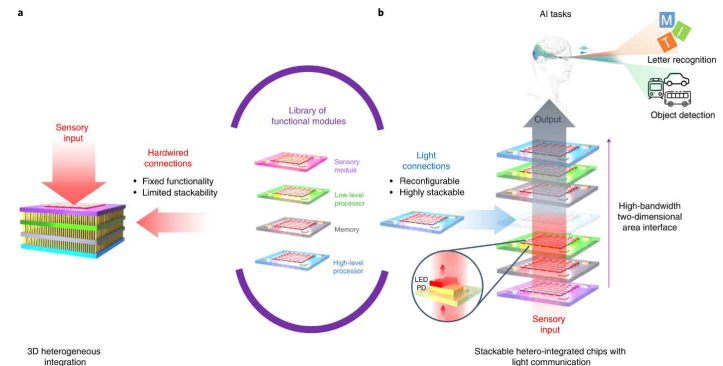 a
Sensory
input
Hardwired
connections
• Fixed functionality
• Limited stackability
3D heterogeneous
integration
Library of
functional modules
Sensory
module
Low-level
processor
Memory
High-level
processor
b
AI tasks
M
I
T
Letter recognition
Object detection
Output
Light
connections
• Reconfigurable
• Highly stackable
High-bandwidth
two-dimensional
area interface
LED
PD
Sensory
input
Stackable hetero-integrated chips with
light communication